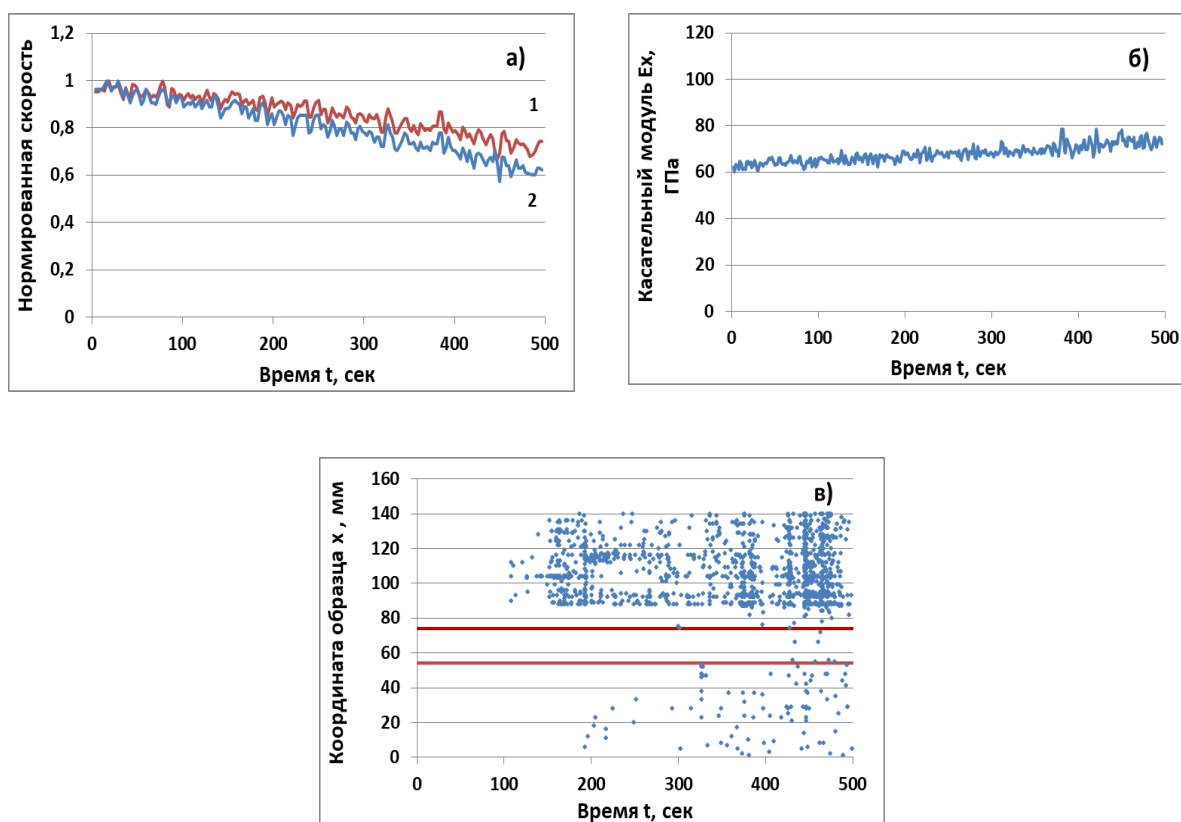 а)
Нормированная скорость
1,2
1
0,8
0,6
0,4
0,2
0
1
2
0 100 200 300 400 500
Время t, сек
б)
Касательный модуль Ex,
ГПа
120
100
80
60
40
20
0
0 100 200 300 400 500
Время t, сек
в)
Координата образца x , мм
160
140
120
100
80
60
40
20
0
0 100 200 300 400 500
Время t, сек